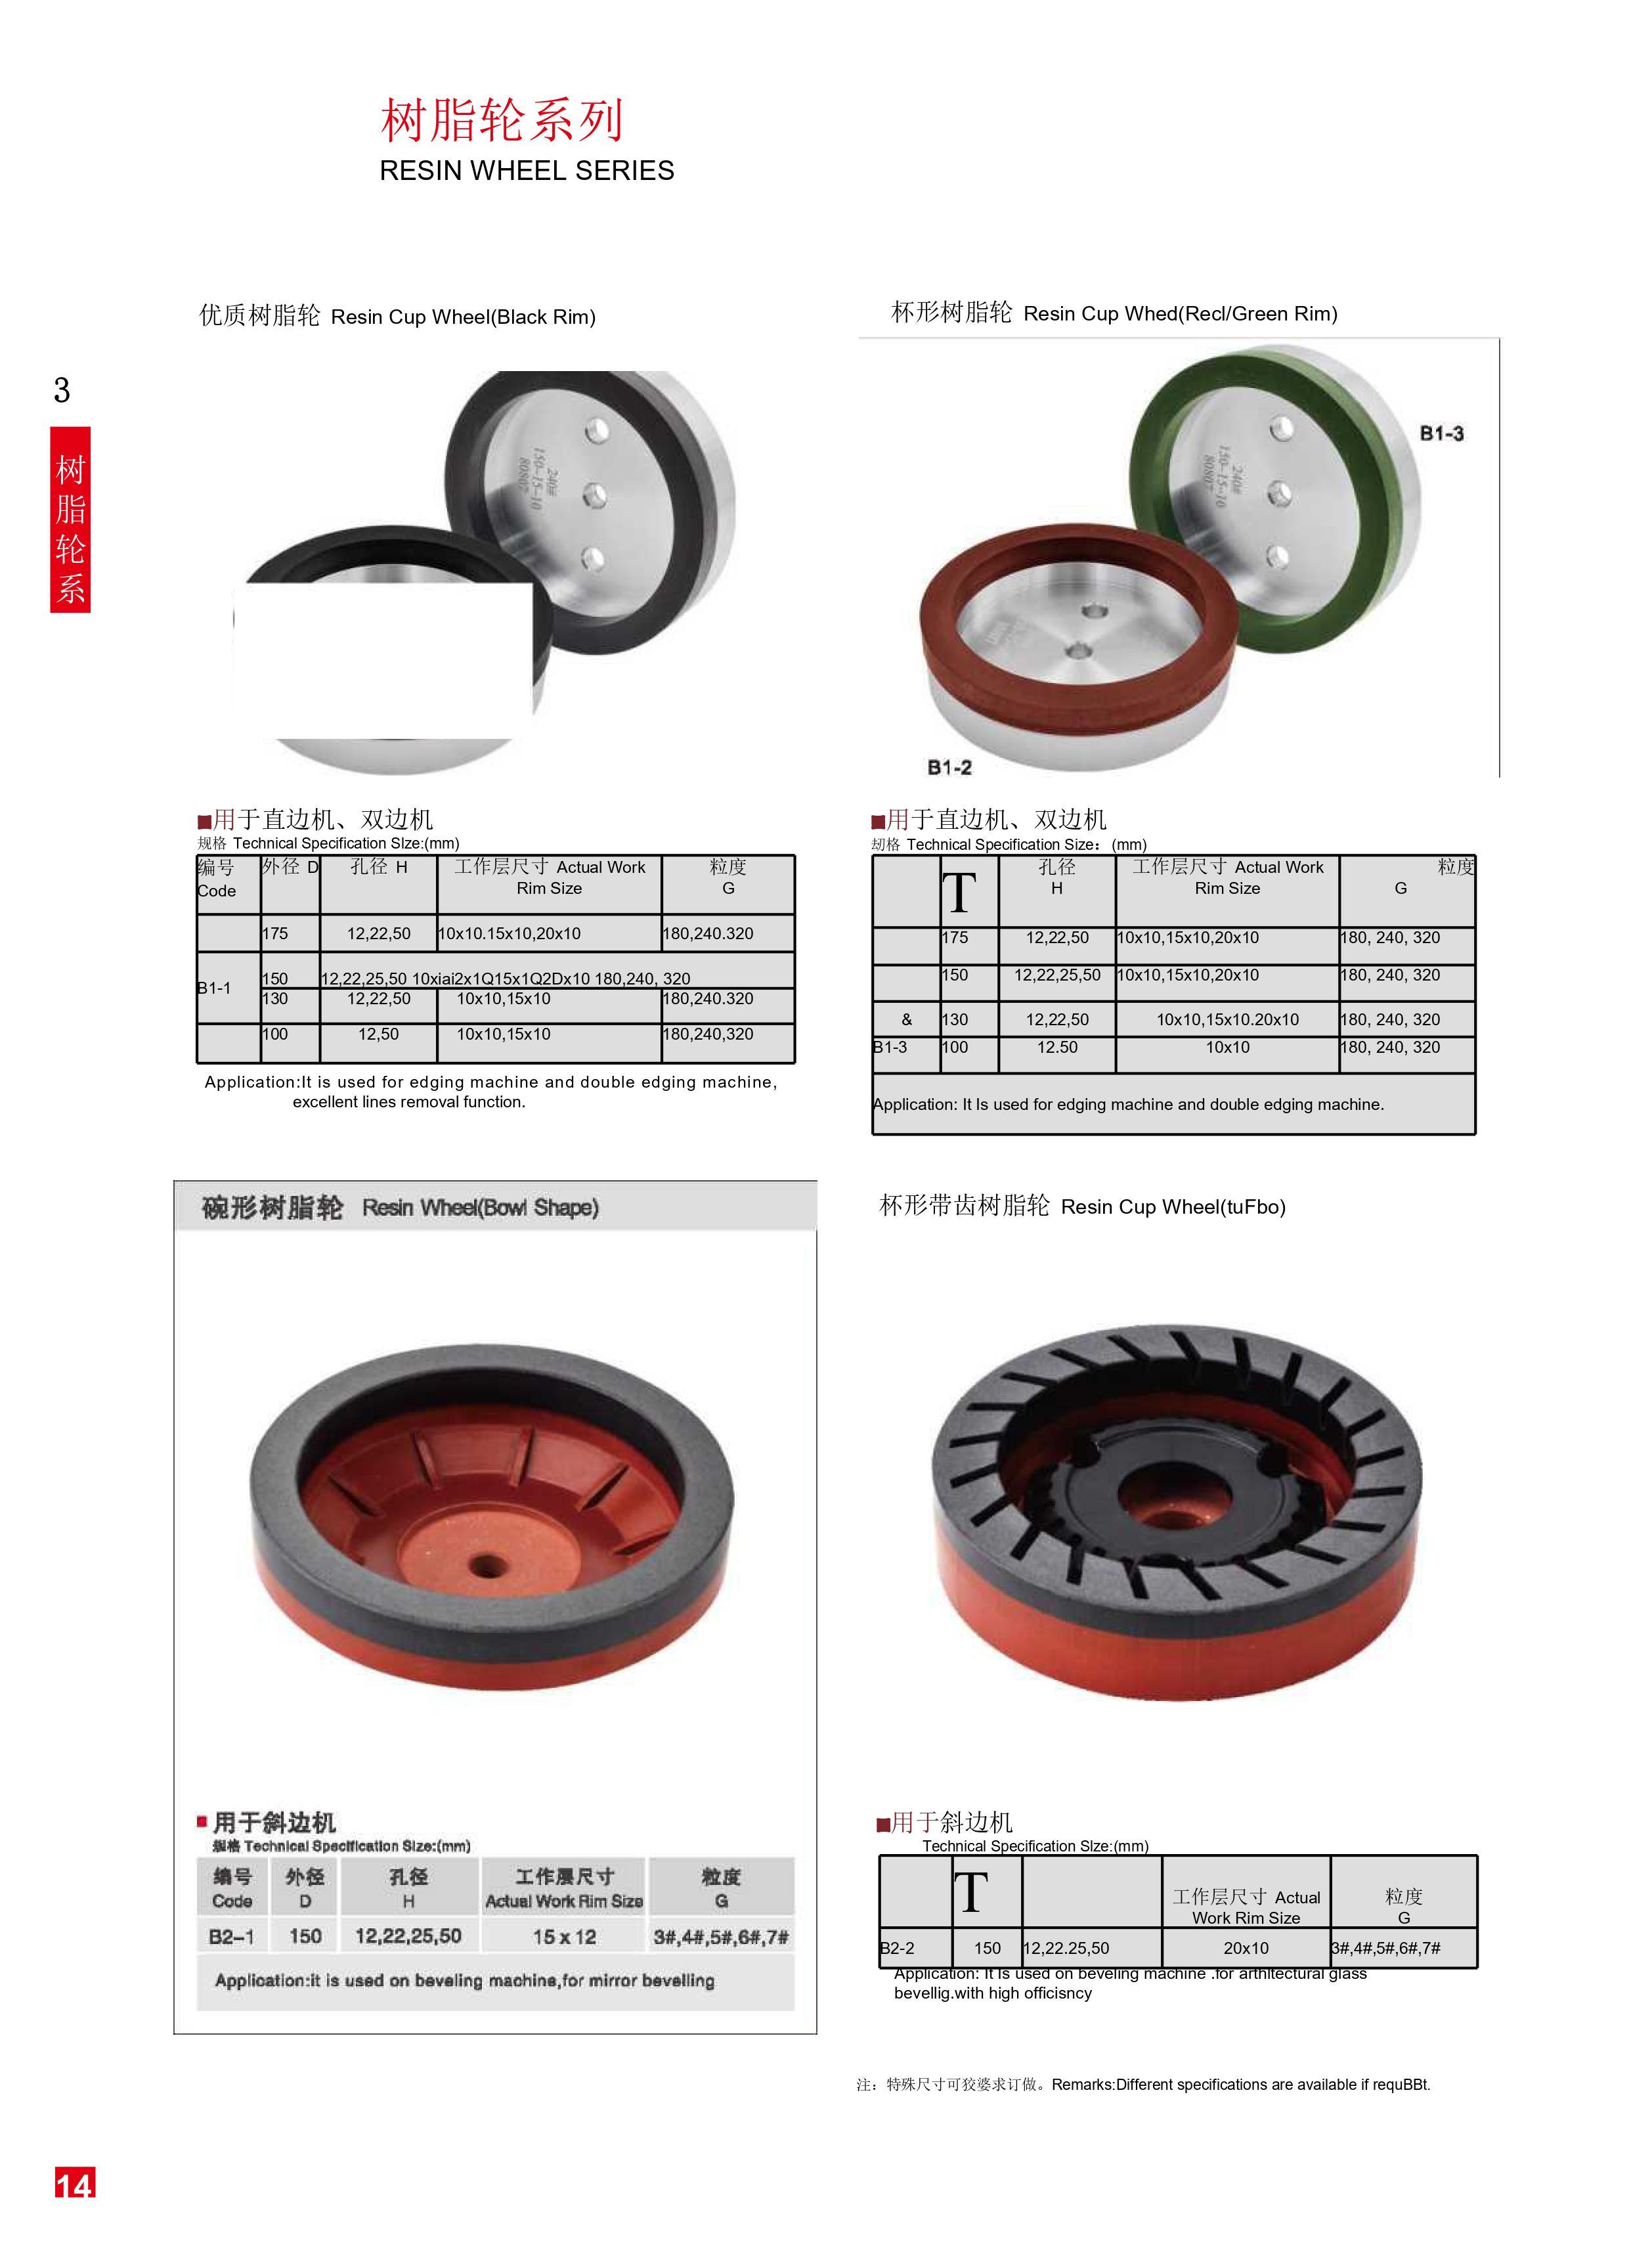 树脂轮系列
RESIN WHEEL SERIES
3
树脂轮系
优质树脂轮 Resin Cup Wheel(Black Rim)
240#
150-15-10
80807
■用于直边机、双边机
规格 Technical Specification SIze:(mm)
编号 外径 D 孔径 H 工作层尺寸 Actual Work 粒度
Code Rim Size G
175 12,22,50 10x10.15x10,20x10 180,240.320
B1-1 150 12,22,25,50 10xiai2x1Q15x1Q2Dx10 180,240, 320
130 12,22,50 10x10,15x10 180,240.320
100 12,50 10x10,15x10 180,240,320
Application:It is used for edging machine and double edging machine,
excellent lines removal function.
杯形树脂轮 Resin Cup Whed(Recl/Green Rim)
B1-3
240#
150-15-10
80807
B1-2
■用于直边机、双边机
刼格 Technical Specification Size：(mm)
T 孔径 工作层尺寸 Actual Work 粒度
H Rim Size G
175 12,22,50 10x10,15x10,20x10 180, 240, 320
150 12,22,25,50 10x10,15x10,20x10 180, 240, 320
& 130 12,22,50 10x10,15x10.20x10 180, 240, 320
B1-3 100 12.50 10x10 180, 240, 320
Application: It Is used for edging machine and double edging machine.
碗形树脂轮 Resin Wheel(Bowl Shape)
用于斜边机
规格 Technical Specification Size:(mm)
编号 外径 孔径 工作层尺寸 粒度
Code D H Actual Work Rim Size G
B2-1 150 12,22,25,50 15 x 12 3#,4#,5#,6#,7#
Application:it is used on beveling machine,for mirror bevelling
杯形带齿树脂轮 Resin Cup Wheel(tuFbo)
■用于斜边机
Technical Specification SIze:(mm)
T 工作层尺寸 Actual 粒度
Work Rim Size G
B2-2 150 12,22.25,50 20x10 3#,4#,5#,6#,7#
Application: It Is used on beveling machine .for arthItectural glass
bevellig.with high officisncy
注：特殊尺寸可狡婆求订做。Remarks:Different specifications are available if requBBt.
14